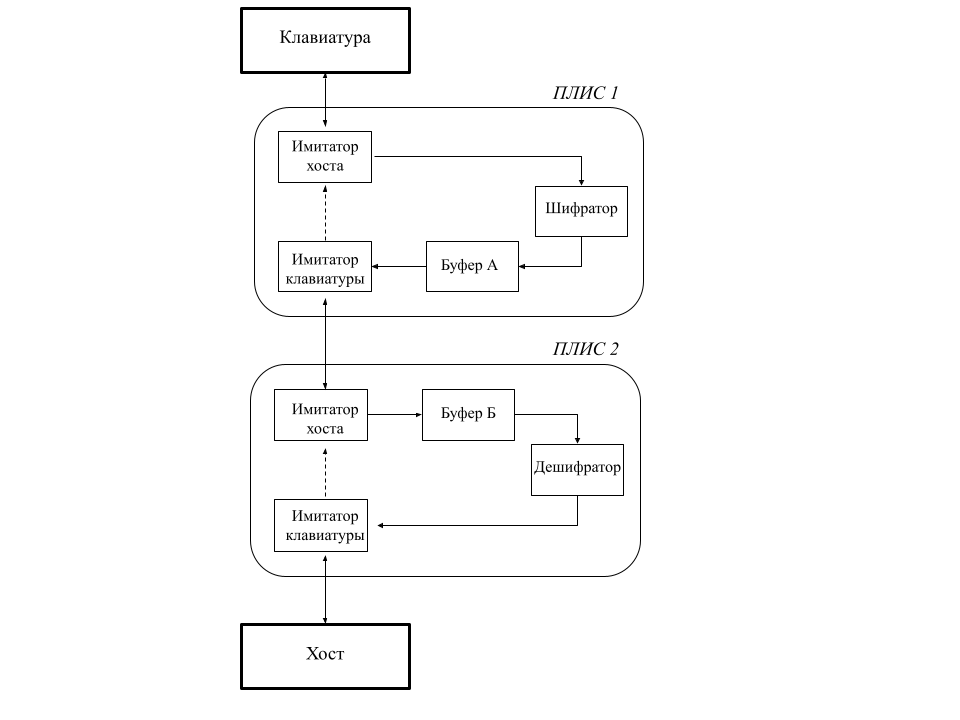 Клавиатура
ПЛИС 1
Имитатор
хоста
Шифратор
Имитатор
клавиатуры
Буфер А
ПЛИС 2
Имитатор
хоста
Буфер Б
Дешифратор
Имитатор
клавиатуры
Хост